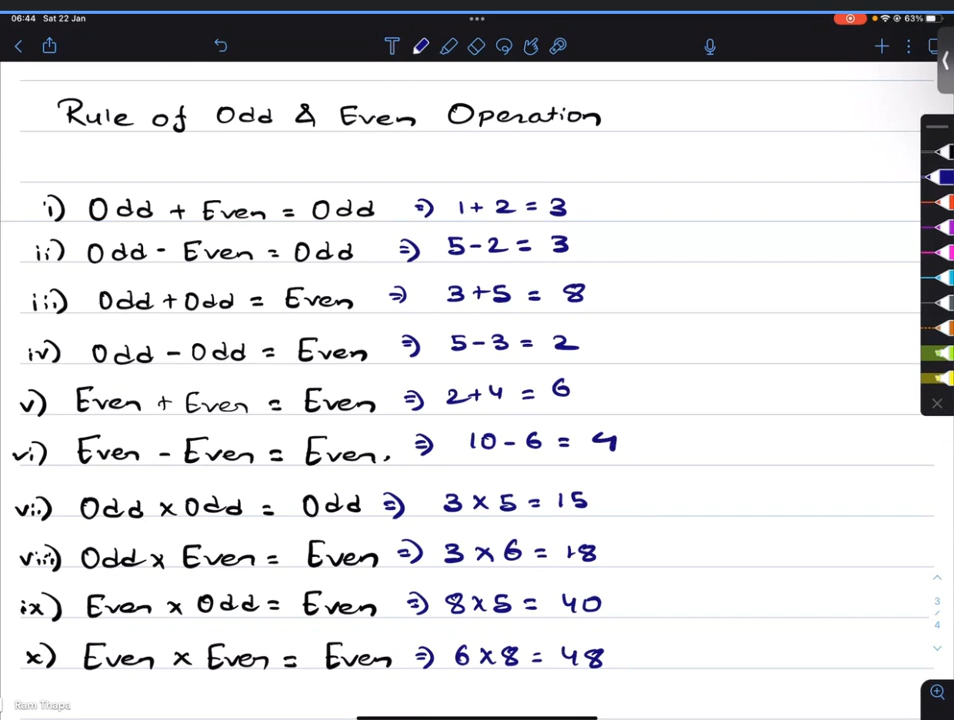 06:44 Sat 22 Jan 63%
T
Rule of Odd & Even Operation
i) Odd + Even = Odd ⇒ 1 + 2 = 3
ii) Odd - Even = Odd ⇒ 5 - 2 = 3
iii) Odd + Odd = Even ⇒ 3 + 5 = 8
iv) Odd - Odd = Even ⇒ 5 - 3 = 2
v) Even + Even = Even ⇒ 2 + 4 = 6
vi) Even - Even = Even. ⇒ 10 - 6 = 4
vii) Odd x Odd = Odd ⇒ 3 x 5 = 15
viii) Odd x Even = Even ⇒ 3 x 6 = 18
ix) Even x Odd = Even ⇒ 8 x 5 = 40
x) Even x Even = Even ⇒ 6 x 8 = 48
3
/
4
Ram Thapa